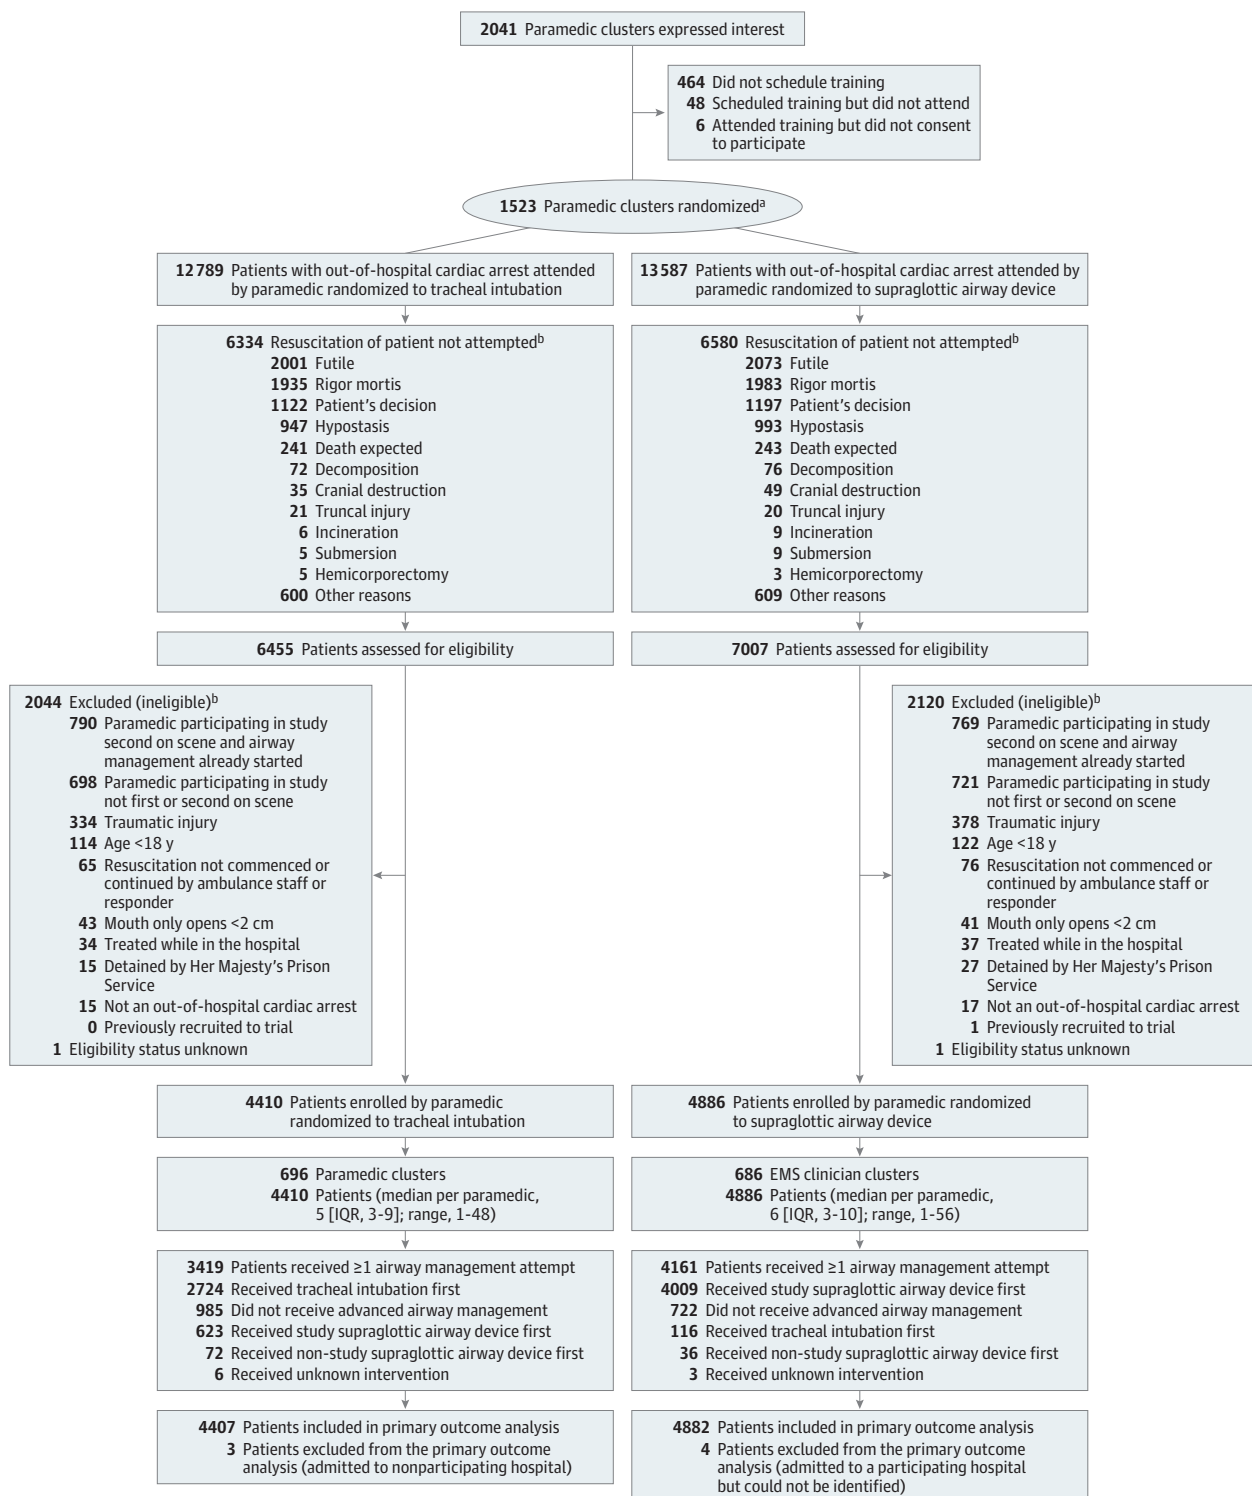 2041 Paramedic clusters expressed interest
464 Did not schedule training
48 Scheduled training but did not attend
6 Attended training but did not consent
to participate
1523 Paramedic clusters randomizedᵃ
12 789 Patients with out-of-hospital cardiac arrest attended
by paramedic randomized to tracheal intubation
13 587 Patients with out-of-hospital cardiac arrest attended by
paramedic randomized to supraglottic airway device
6334 Resuscitation of patient not attemptedᵇ
2001 Futile
1935 Rigor mortis
1122 Patient's decision
947 Hypostasis
241 Death expected
72 Decomposition
35 Cranial destruction
21 Truncal injury
6 Incineration
5 Submersion
5 Hemicorporectomy
600 Other reasons
6580 Resuscitation of patient not attemptedᵇ
2073 Futile
1983 Rigor mortis
1197 Patient's decision
993 Hypostasis
243 Death expected
76 Decomposition
49 Cranial destruction
20 Truncal injury
9 Incineration
9 Submersion
3 Hemicorporectomy
609 Other reasons
6455 Patients assessed for eligibility
7007 Patients assessed for eligibility
2044 Excluded (ineligible)ᵇ
790 Paramedic participating in study
second on scene and airway
management already started
698 Paramedic participating in study
not first or second on scene
334 Traumatic injury
114 Age <18 y
65 Resuscitation not commenced or
continued by ambulance staff or
responder
43 Mouth only opens <2 cm
34 Treated while in the hospital
15 Detained by Her Majesty's Prison
Service
15 Not an out-of-hospital cardiac arrest
0 Previously recruited to trial
1 Eligibility status unknown
2120 Excluded (ineligible)ᵇ
769 Paramedic participating in study
second on scene and airway
management already started
721 Paramedic participating in study
not first or second on scene
378 Traumatic injury
122 Age <18 y
76 Resuscitation not commenced or
continued by ambulance staff or
responder
41 Mouth only opens <2 cm
37 Treated while in the hospital
27 Detained by Her Majesty's Prison
Service
17 Not an out-of-hospital cardiac arrest
1 Previously recruited to trial
1 Eligibility status unknown
4410 Patients enrolled by paramedic
randomized to tracheal intubation
4886 Patients enrolled by paramedic randomized
to supraglottic airway device
696 Paramedic clusters
4410 Patients (median per paramedic,
5 [IQR, 3-9]; range, 1-48)
686 EMS clinician clusters
4886 Patients (median per paramedic,
6 [IQR, 3-10]; range, 1-56)
3419 Patients received ≥1 airway management attempt
2724 Received tracheal intubation first
985 Did not receive advanced airway management
623 Received study supraglottic airway device first
72 Received non-study supraglottic airway device first
6 Received unknown intervention
4161 Patients received ≥1 airway management attempt
4009 Received study supraglottic airway device first
722 Did not receive advanced airway management
116 Received tracheal intubation first
36 Received non-study supraglottic airway device first
3 Received unknown intervention
4407 Patients included in primary outcome analysis
3 Patients excluded from the primary outcome
analysis (admitted to nonparticipating hospital)
4882 Patients included in primary outcome analysis
4 Patients excluded from the primary outcome
analysis (admitted to a participating hospital
but could not be identified)